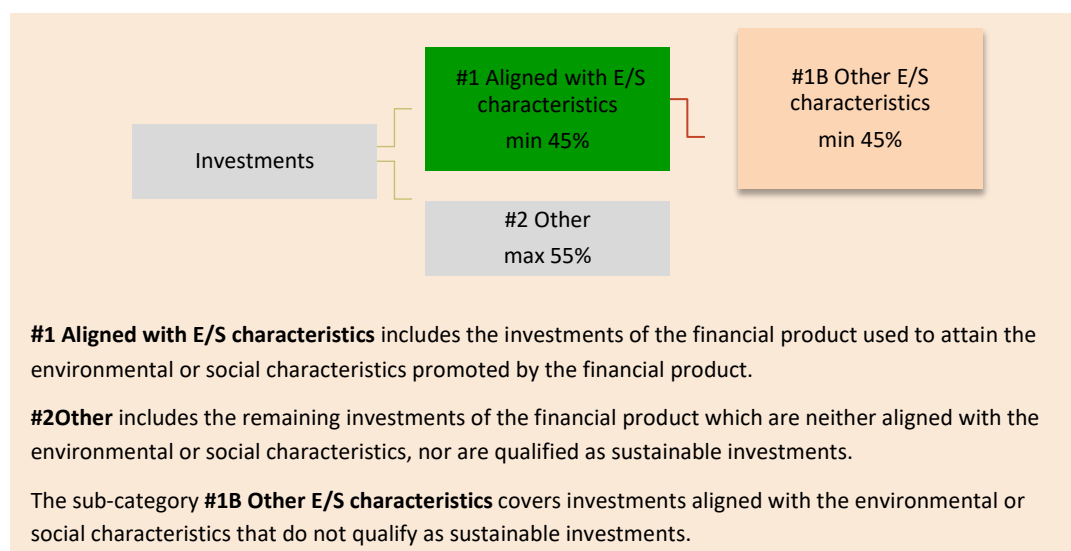 Investments
#1 Aligned with E/S
characteristics
min 45%
#1B Other E/S
characteristics
min 45%
#2 Other
max 55%
#1 Aligned with E/S characteristics includes the investments of the financial product used to attain the
environmental or social characteristics promoted by the financial product.
#2Other includes the remaining investments of the financial product which are neither aligned with the
environmental or social characteristics, nor are qualified as sustainable investments.
The sub-category #1B Other E/S characteristics covers investments aligned with the environmental or
social characteristics that do not qualify as sustainable investments.